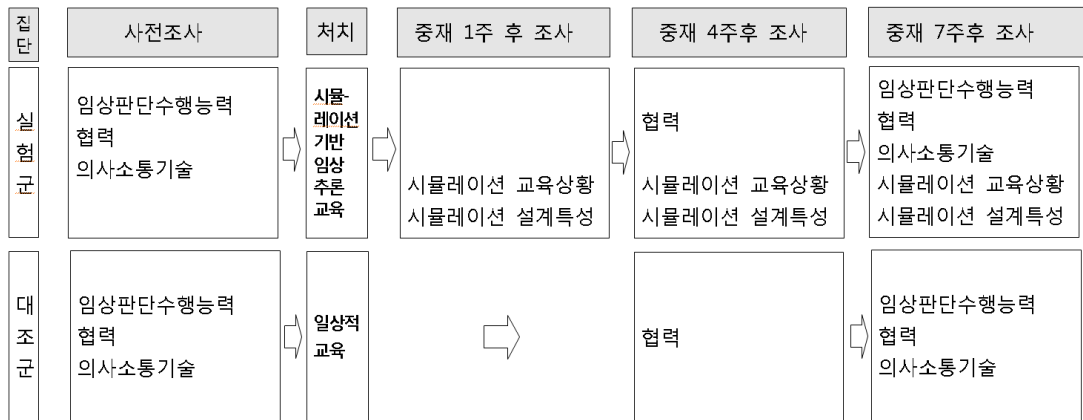 집
단
사전조사
처치
중재 1주 후 조사
중재 4주후 조사
중재 7주후 조사
실
험
군
임상판단수행능력
협력
의사소통기술
시뮬-
레이션
기반
임상
추론
교육
시뮬레이션 교육상황
시뮬레이션 설계특성
협력
시뮬레이션 교육상황
시뮬레이션 설계특성
임상판단수행능력
협력
의사소통기술
시뮬레이션 교육상황
시뮬레이션 설계특성
대
조
군
임상판단수행능력
협력
의사소통기술
일상적
교육
협력
임상판단수행능력
협력
의사소통기술